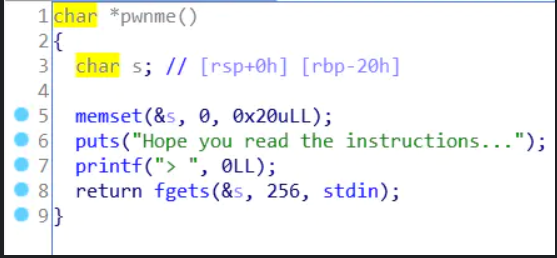 1 char *pwnme()
2 {
3   char s; // [rsp+0h] [rbp-20h]
4
5   memset(&s, 0, 0x20uLL);
6   puts("Hope you read the instructions...");
7   printf("> ", 0LL);
8   return fgets(&s, 256, stdin);
9 }